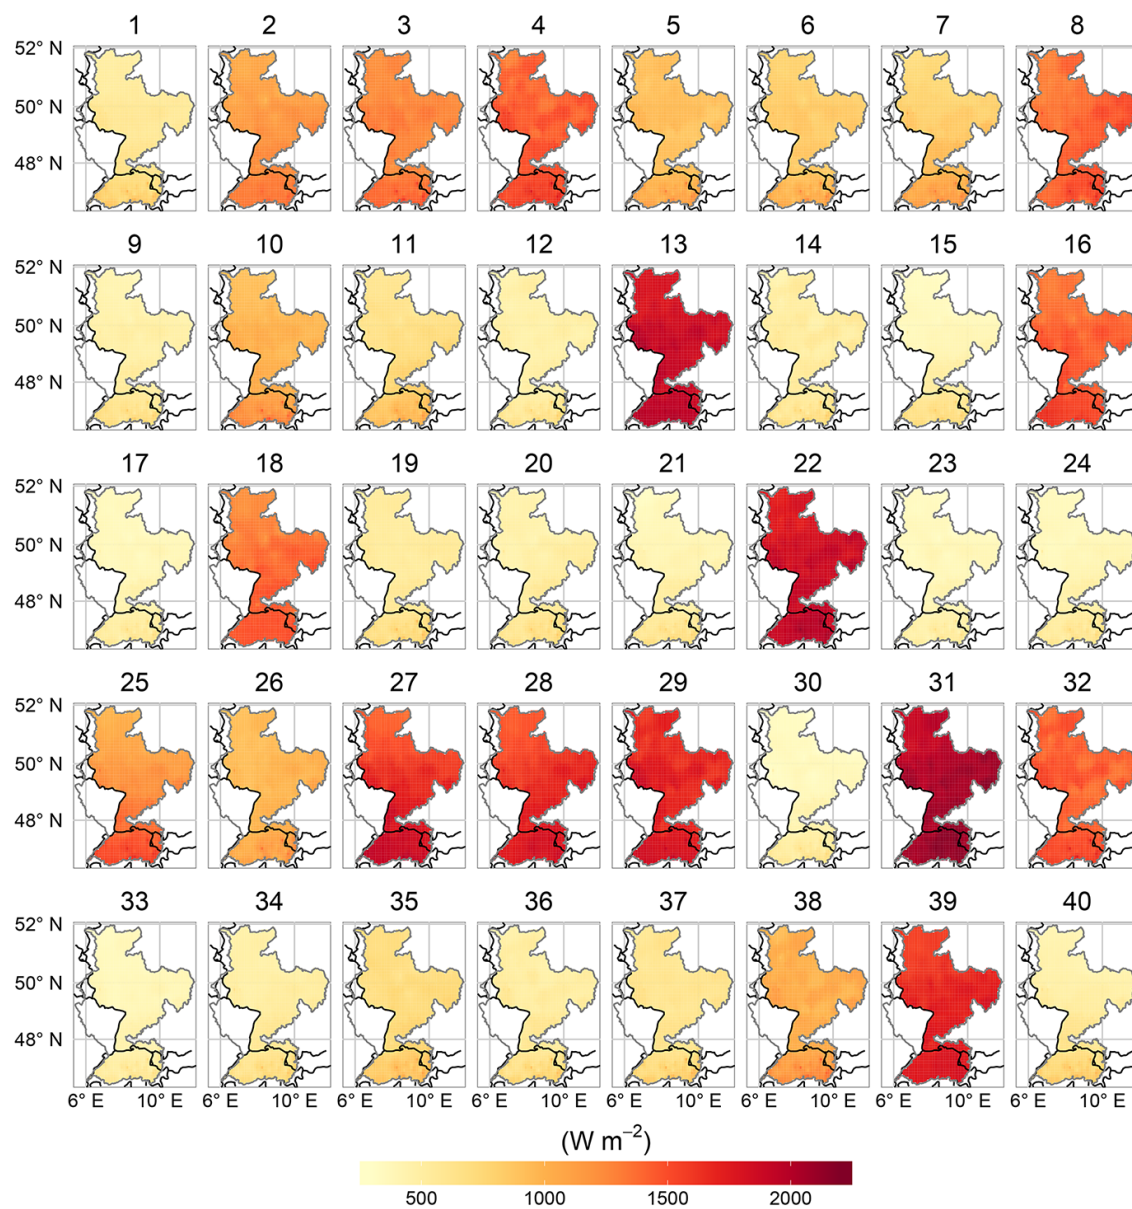 1 2 3 4 5 6 7 8
52° N
50° N
48° N
9 10 11 12 13 14 15 16
52° N
50° N
48° N
17 18 19 20 21 22 23 24
52° N
50° N
48° N
25 26 27 28 29 30 31 32
52° N
50° N
48° N
33 34 35 36 37 38 39 40
52° N
50° N
48° N
6° E 10° E 6° E 10° E 6° E 10° E 6° E 10° E 6° E 10° E 6° E 10° E 6° E 10° E 6° E 10° E
(W m⁻²)
500 1000 1500 2000